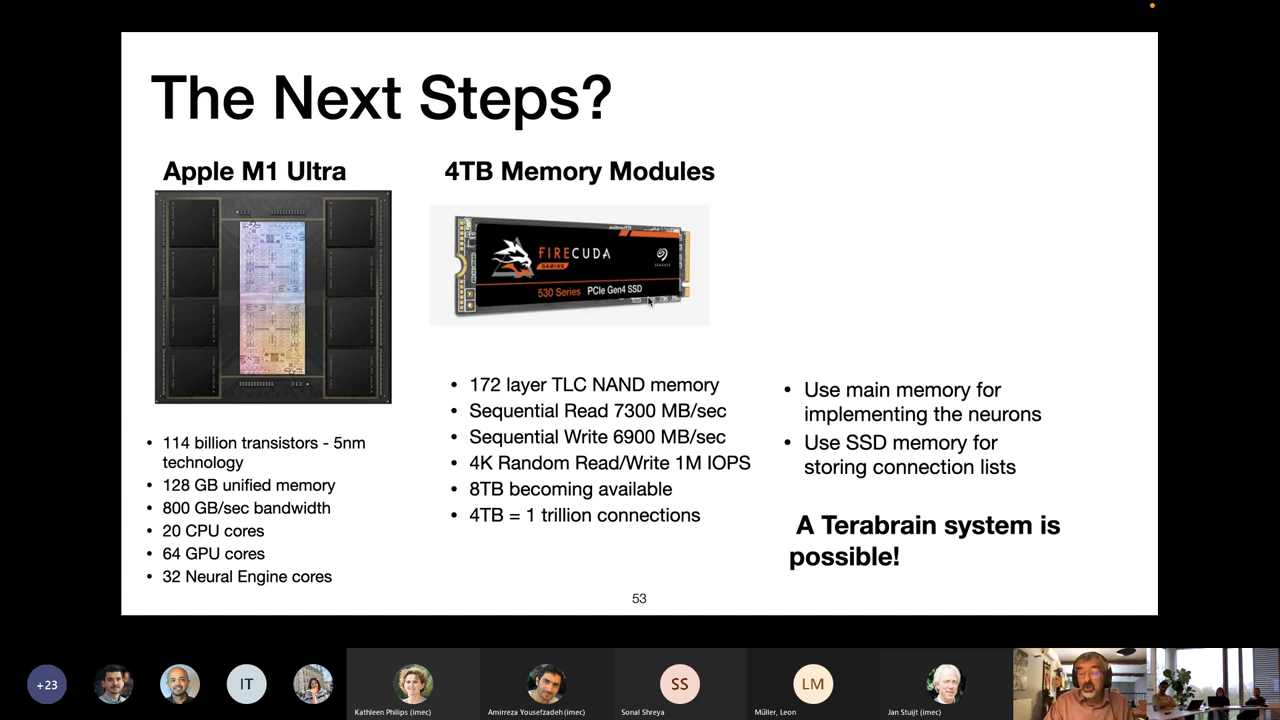 The Next Steps?
Apple M1 Ultra
114 billion transistors - 5nm
technology
128 GB unified memory
800 GB/sec bandwidth
20 CPU cores
64 GPU cores
32 Neural Engine cores
4TB Memory Modules
FIRECUDA
GAMING
SEAGATE
530 Series PCIe Gen4 SSD
172 layer TLC NAND memory
Sequential Read 7300 MB/sec
Sequential Write 6900 MB/sec
4K Random Read/Write 1M IOPS
8TB becoming available
4TB = 1 trillion connections
Use main memory for
implementing the neurons
Use SSD memory for
storing connection lists
A Terabrain system is
possible!
53
+23
IT
Kathleen Philips (imec)
Amirreza Yousefzadeh (imec)
SS
Sonal Shreya
LM
Müller, Leon
Jan Stuijt (imec)